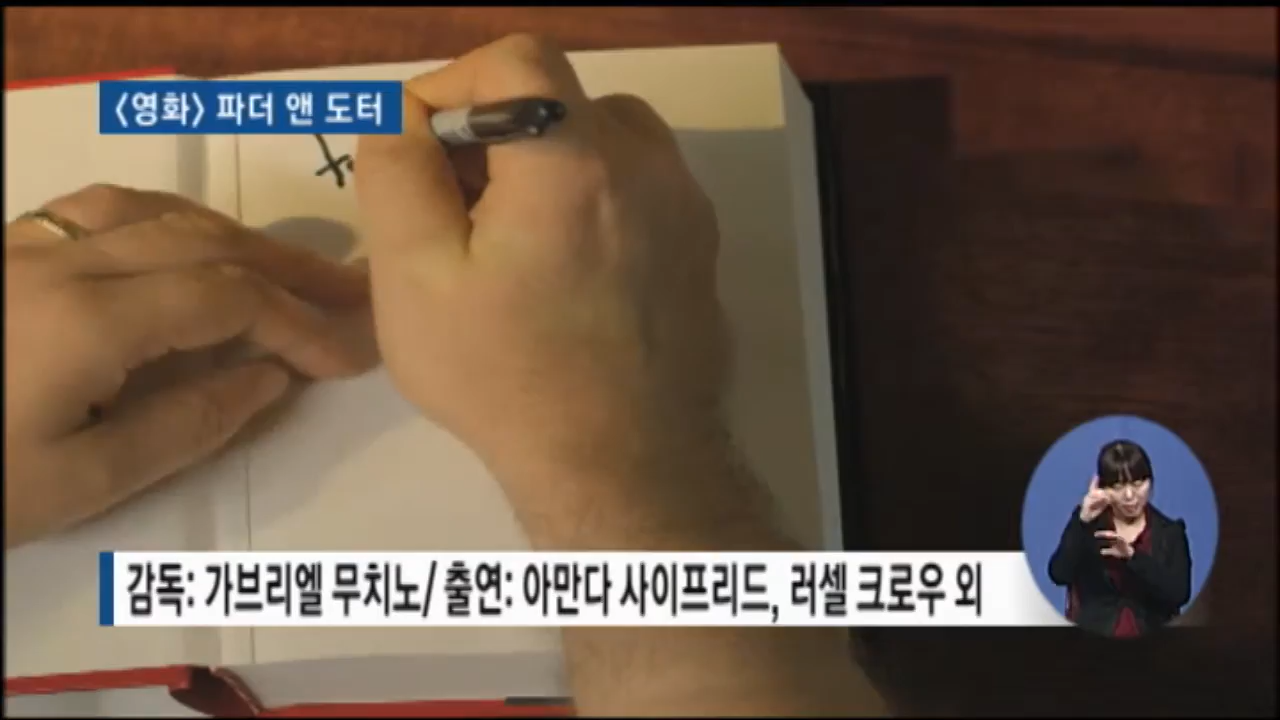 <영화> 파더 앤 도터
감독: 가브리엘 무치노/ 출연: 아만다 사이프리드, 러셀 크로우 외